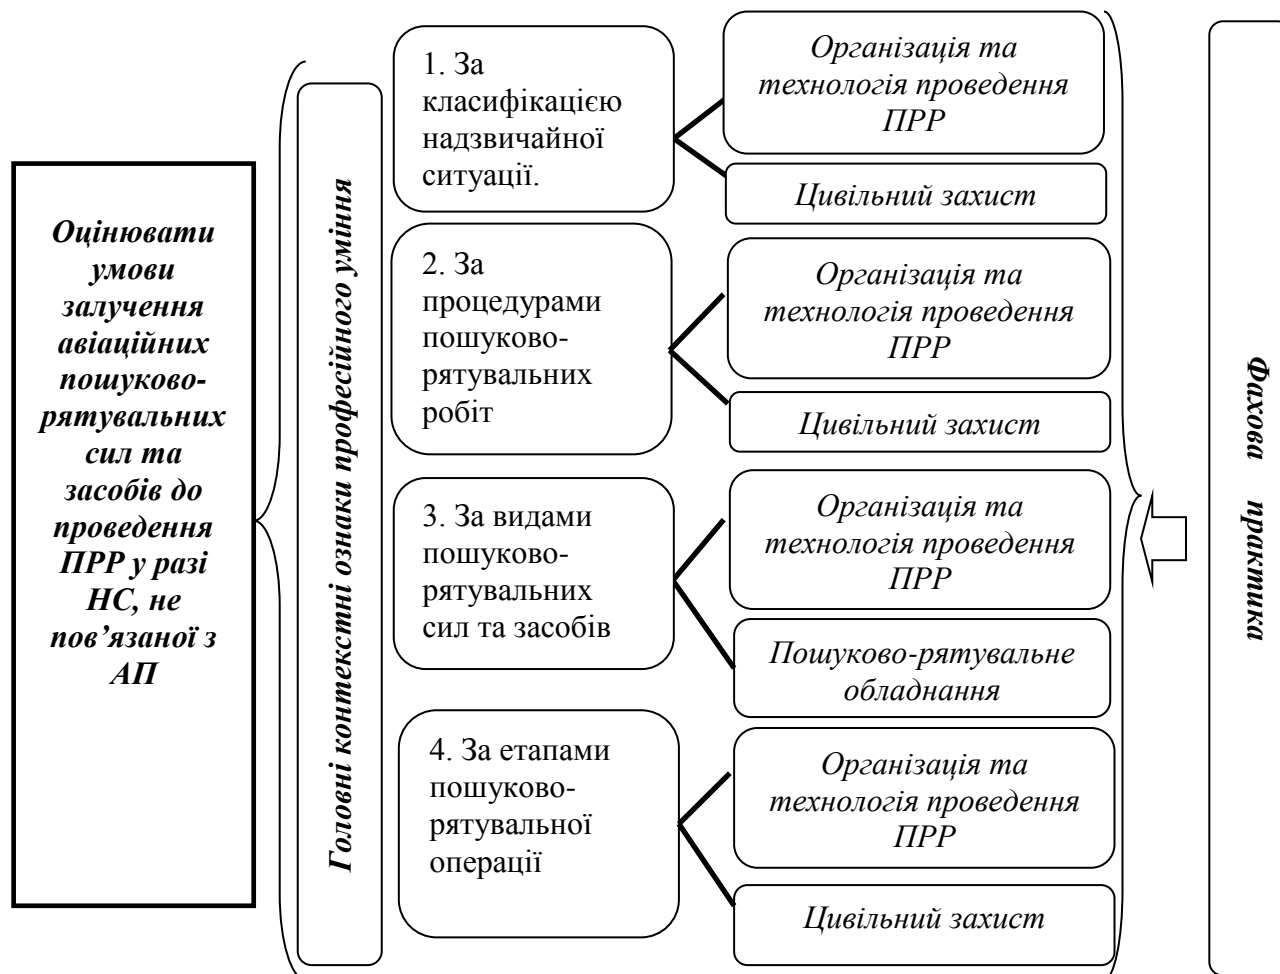 Оцінювати
умови
залучення
авіаційних
пошуково-
рятувальних
сил та
засобів до
проведення
ПРР у разі
НС, не
пов’язаної з
АП
Головні контекстні ознаки професійного уміння
1. За
класифікацією
надзвичайної
ситуації.
Організація та
технологія проведення
ПРР
Цивільний захист
2. За
процедурами
пошуково-
рятувальних
робіт
Організація та
технологія проведення
ПРР
Цивільний захист
3. За видами
пошуково-
рятувальних
сил та засобів
Організація та
технологія проведення
ПРР
Пошуково-рятувальне
обладнання
4. За етапами
пошуково-
рятувальної
операції
Організація та
технологія проведення
ПРР
Цивільний захист
Фахова практика